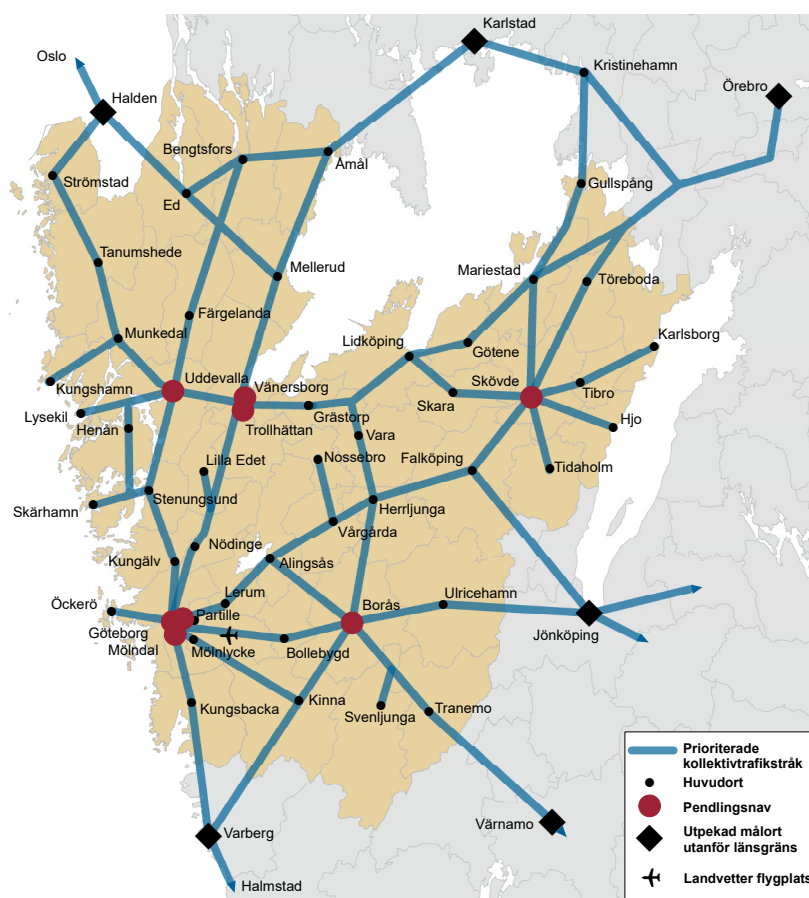 Karlstad
Oslo
Kristinehamn
Örebro
Halden
Bengtsfors
Åmål
Gullspång
Strömstad
Ed
Tanumshede
Mellerud
Mariestad
Töreboda
Färgelanda
Munkedal
Lidköping
Karlsborg
Götene
Kungshamn
Uddevalla
Vänersborg
Skövde
Tibro
Lysekil
Skara
Grästorp
Henån
Trollhättan
Hjo
Vara
Lilla Edet
Nossebro
Falköping
Tidaholm
Stenungsund
Skärhamn
Herrljunga
Vårgårda
Nödinge
Kungälv
Alingsås
Lerum
Ulricehamn
Öckerö
Borås
Partille
Göteborg
Jönköping
Mölndal
Mölnlycke
Bollebygd
Kungsbacka
Kinna
Svenljunga
Tranemo
Varberg
Värnamo
Halmstad
Prioriterade
kollektivtrafikstråk
Huvudort
Pendlingsnav
Utpekad målort
utanför länsgräns
Landvetter flygplats